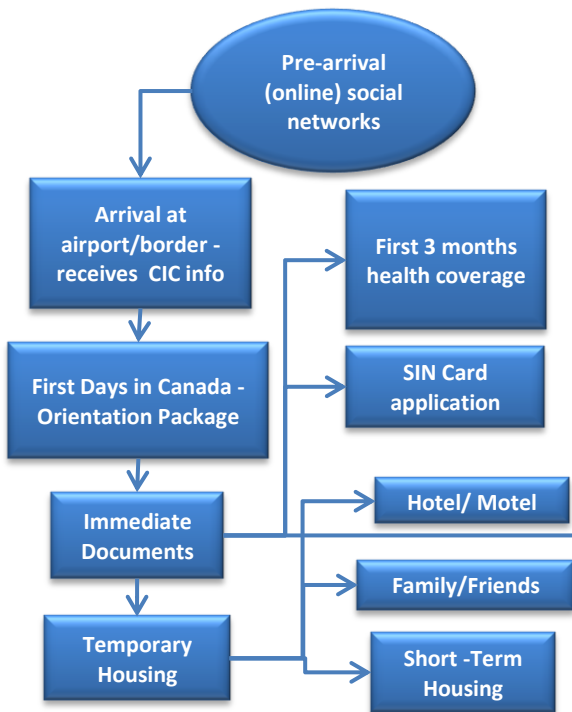 Pre-arrival
(online) social
networks
Arrival at
airport/border -
receives CIC info
First 3 months
health coverage
First Days in Canada -
Orientation Package
SIN Card
application
Immediate
Documents
Hotel/ Motel
Family/Friends
Temporary
Housing
Short -Term
Housing